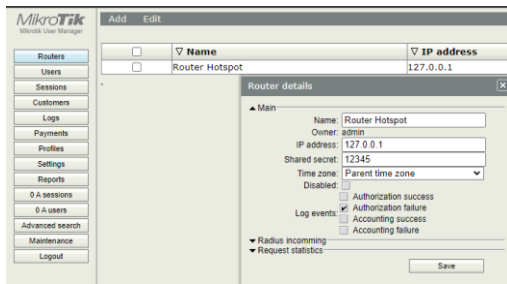 MikroTik
Mikrotik User Manager
Add Edit
Routers
Users
Sessions
Customers
Logs
Payments
Profiles
Settings
Reports
0 A sessions
0 A users
Advanced search
Maintenance
Logout
▽ Name ▽ IP address
Router Hotspot 127.0.0.1
Router details
Main
Name: Router Hotspot
Owner: admin
IP address: 127.0.0.1
Shared secret: 12345
Time zone: Parent time zone
Disabled:
Log events:
Authorization success
Authorization failure
Accounting success
Accounting failure
Radius incomming
Request statistics
Save